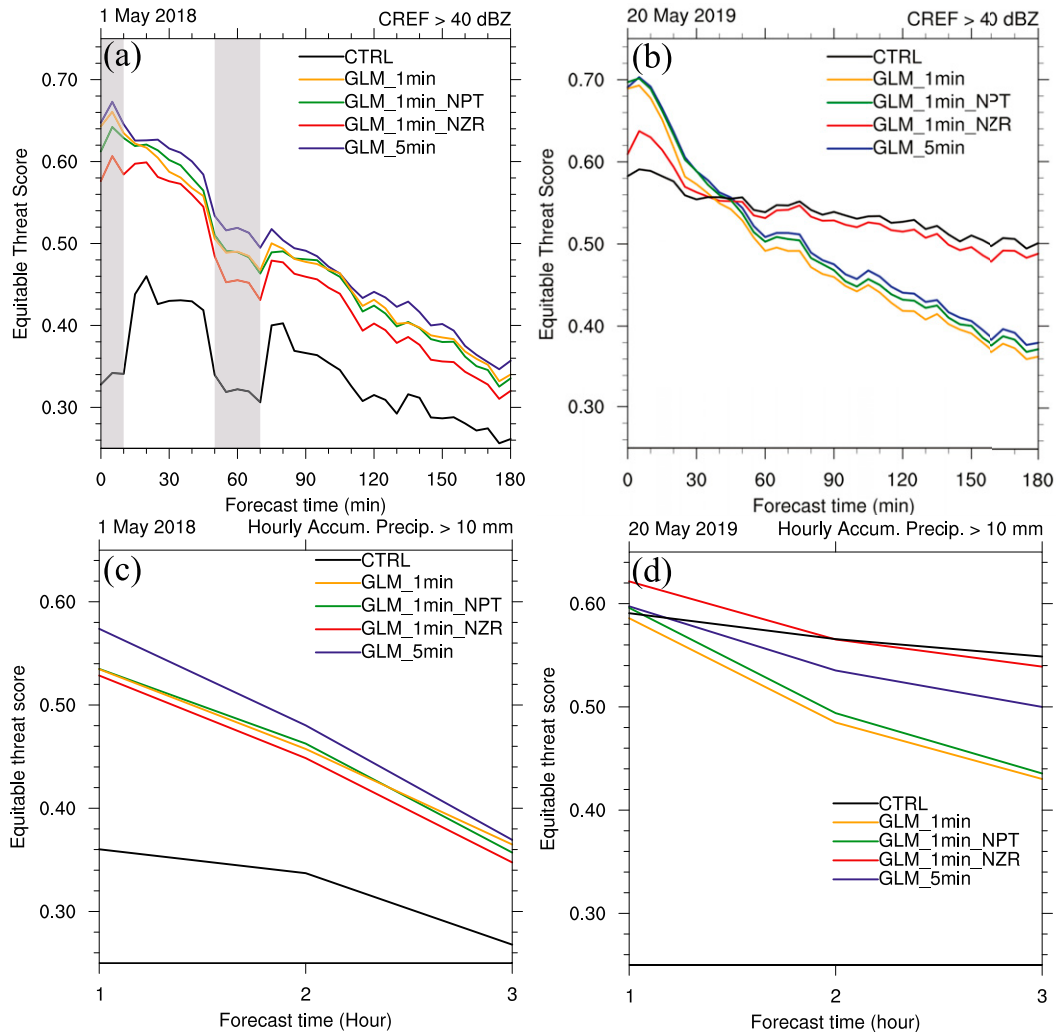 1 May 2018 CREF > 40 dBZ
(a)
CTRL
GLM_1min
GLM_1min_NPT
GLM_1min_NZR
GLM_5min
0.70
0.60
0.50
0.40
0.30
Equitable Threat Score
0 30 60 90 120 150 180
Forecast time (min)
20 May 2019 CREF > 40 dBZ
(b)
CTRL
GLM_1min
GLM_1min_NPT
GLM_1min_NZR
GLM_5min
0.70
0.60
0.50
0.40
0.30
Equitable Threat Score
0 30 60 90 120 150 180
Forecast time (min)
1 May 2018 Hourly Accum. Precip. > 10 mm
2
(c)
CTRL
GLM_1min
GLM_1min_NPT
GLM_1min_NZR
GLM_5min
0.60
0.50
0.40
0.30
Equitable threat score
1 2 3
Forecast time (Hour)
20 May 2019 Hourly Accum. Precip. > 10 mm
2
(d)
0.60
0.50
0.40
0.30
Equitable threat score
CTRL
GLM_1min
GLM_1min_NPT
GLM_1min_NZR
GLM_5min
1 2 3
Forecast time (hour)